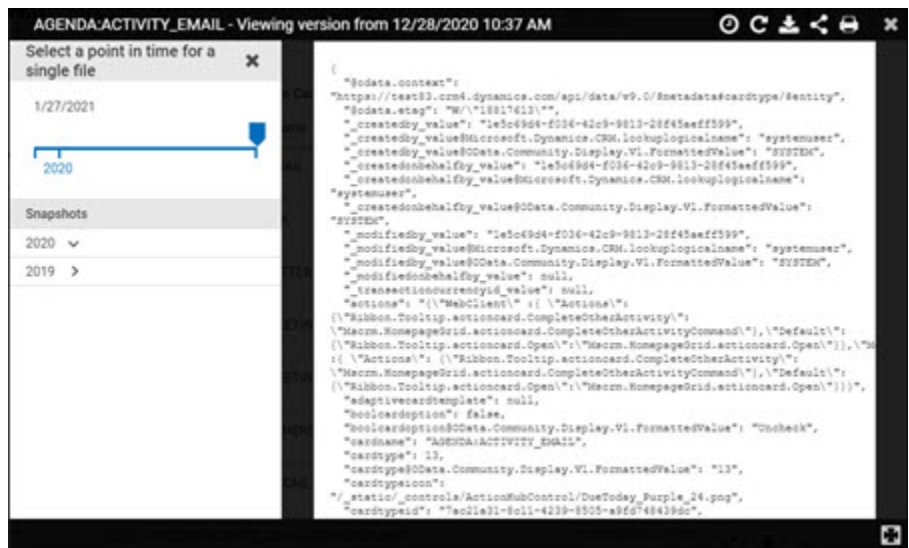 AGENDA:ACTIVITY_EMAIL - Viewing version from 12/28/2020 10:37 AM
Select a point in time for a
single file
1/27/2021
2020
Snapshots
2020
2019
{
"@odata.context":
"https://test83.crm4.dynamics.com/api/data/v9.0/$metadata#cardtype/$entity",
"@odata.etag": "W/\"18817613\"",
"_createdby_value": "1e5c69d4-f036-42c9-9813-28f45aeff599",
"_createdby_value@Microsoft.Dynamics.CRM.lookuplogicalname": "systemuser",
"_createdby_value@OData.Community.Display.V1.FormattedValue": "SYSTEM",
"_createdonbehalfby_value": "1e5c69d4-f036-42c9-9813-28f45aeff599",
"_createdonbehalfby_value@Microsoft.Dynamics.CRM.lookuplogicalname":
"systemuser",
"_createdonbehalfby_value@OData.Community.Display.V1.FormattedValue":
"SYSTEM",
"_modifiedby_value": "1e5c69d4-f036-42c9-9813-28f45aeff599",
"_modifiedby_value@Microsoft.Dynamics.CRM.lookuplogicalname": "systemuser",
"_modifiedby_value@OData.Community.Display.V1.FormattedValue": "SYSTEM",
"_modifiedonbehalfby_value": null,
"_transactioncurrencyid_value": null,
"actions": "{\"WebClient\" :{ \"Actions\":
{\"Ribbon.Tooltip.actioncard.CompleteOtherActivity\":
\"Mscrm.HomepageGrid.actioncard.CompleteOtherActivityCommand\"},\"Default\":
{\"Ribbon.Tooltip.actioncard.Open\":\"Mscrm.HomepageGrid.actioncard.Open\"}},\"M
:{ \"Actions\": {\"Ribbon.Tooltip.actioncard.CompleteOtherActivity\":
\"Mscrm.HomepageGrid.actioncard.CompleteOtherActivityCommand\"},\"Default\":
{\"Ribbon.Tooltip.actioncard.Open\":\"Mscrm.HomepageGrid.actioncard.Open\"}}}",
"adaptivecardtemplate": null,
"boolcardoption": false,
"boolcardoption@OData.Community.Display.V1.FormattedValue": "Uncheck",
"cardname": "AGENDA:ACTIVITY_EMAIL",
"cardtype": 13,
"cardtype@OData.Community.Display.V1.FormattedValue": "13",
"cardtypeicon":
"/_static/_controls/ActionHubControl/DueToday_Purple_24.png",
"cardtypeid": "7ac21a31-8c11-4239-8505-a9fd748439dc",